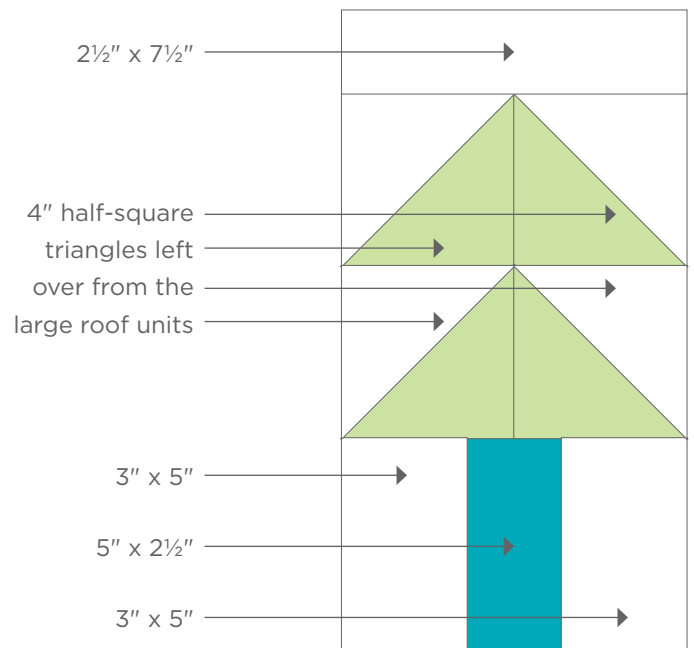 2½" x 7½"
4" half-square
triangles left
over from the
large roof units
3" x 5"
5" x 2½"
3" x 5"